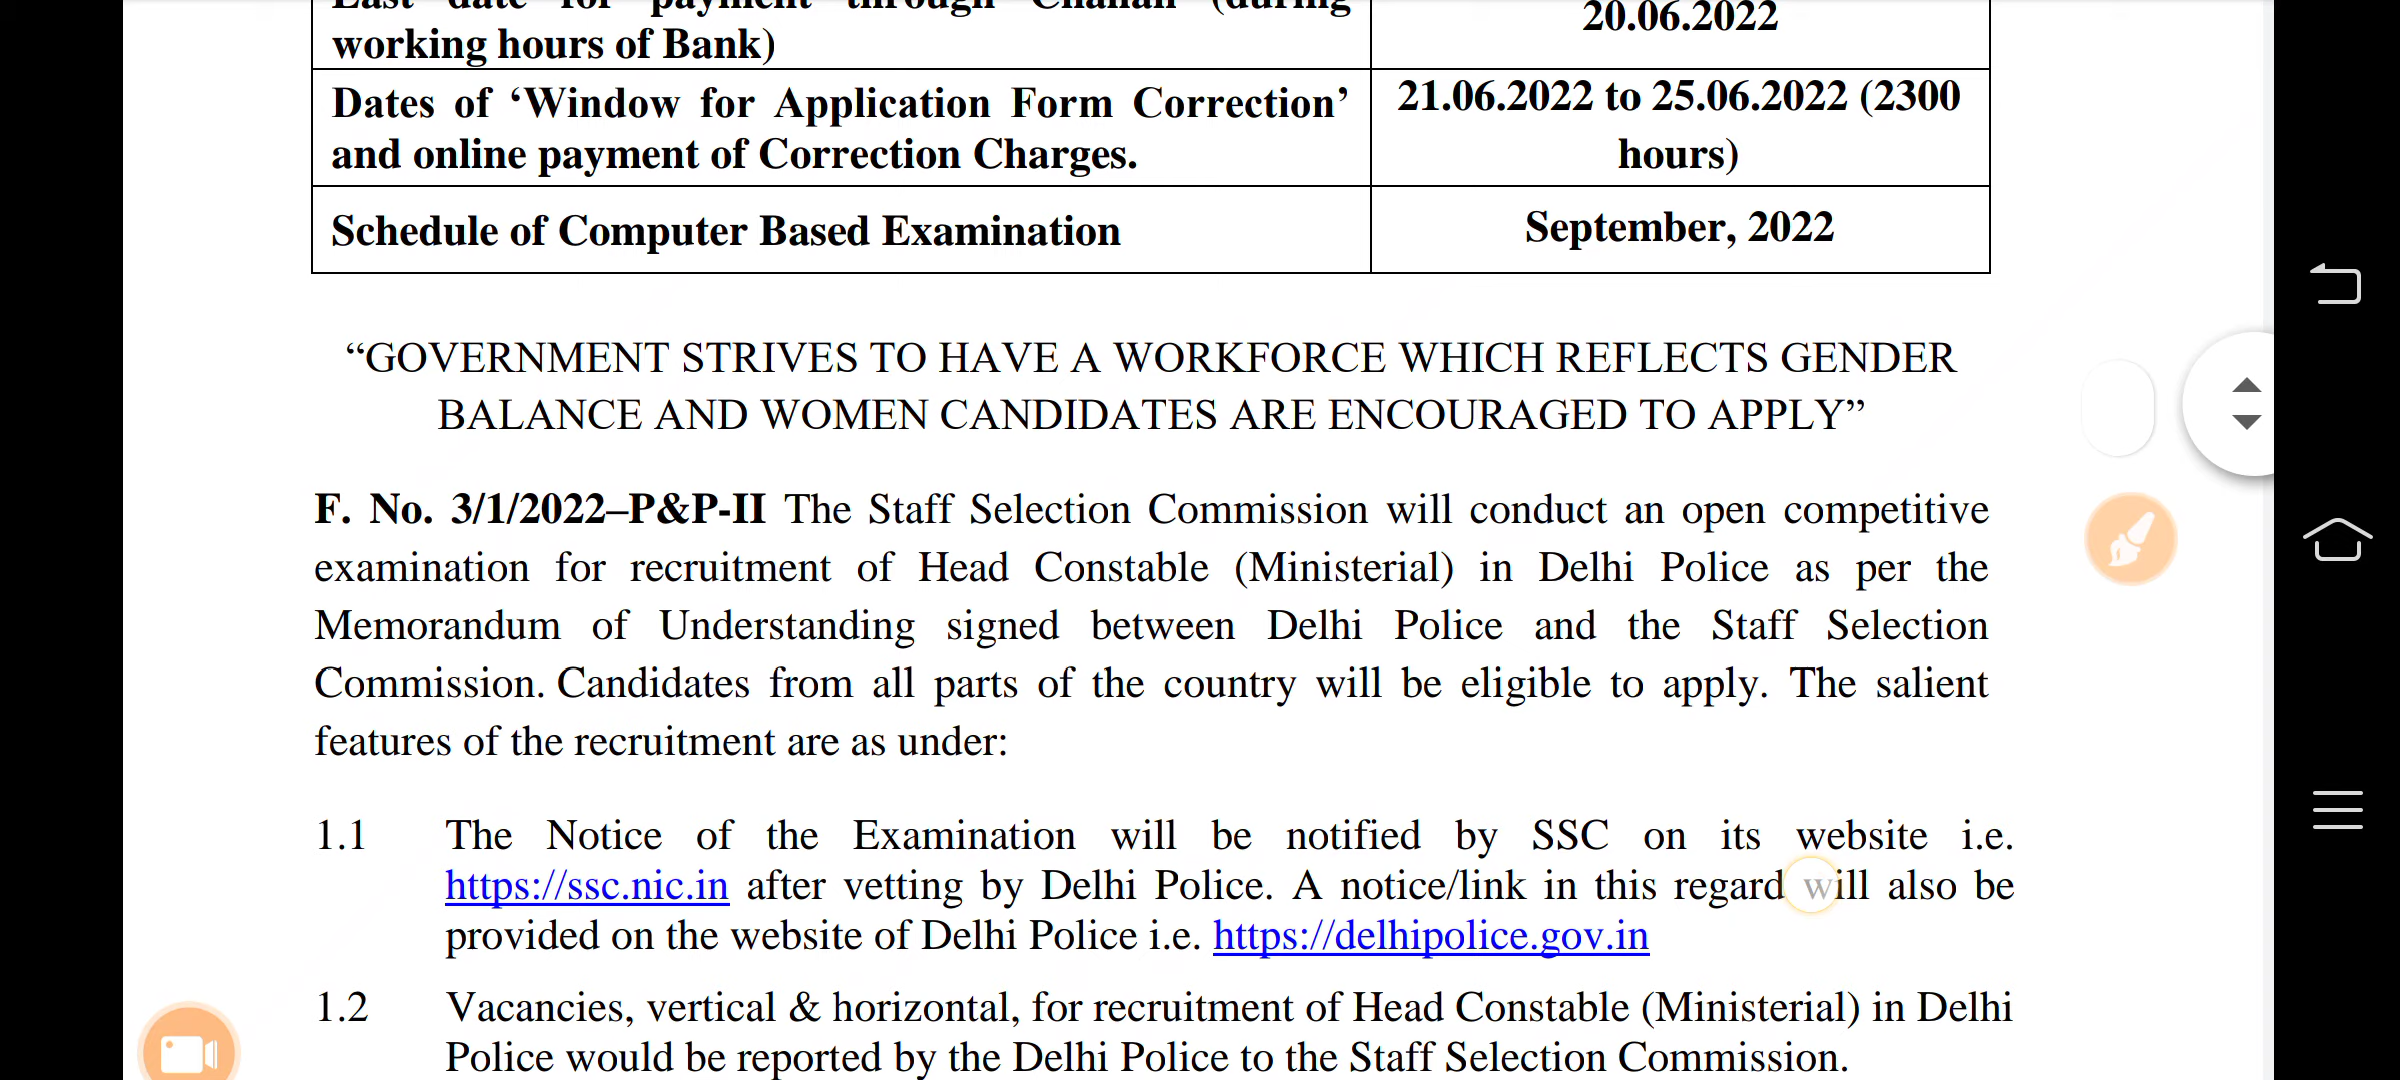 Last date for payment through Challan (during
working hours of Bank)
20.06.2022
Dates of ‘Window for Application Form Correction’
and online payment of Correction Charges.
21.06.2022 to 25.06.2022 (2300
hours)
Schedule of Computer Based Examination
September, 2022
“GOVERNMENT STRIVES TO HAVE A WORKFORCE WHICH REFLECTS GENDER
BALANCE AND WOMEN CANDIDATES ARE ENCOURAGED TO APPLY”
F. No. 3/1/2022–P&P-II The Staff Selection Commission will conduct an open competitive
examination for recruitment of Head Constable (Ministerial) in Delhi Police as per the
Memorandum of Understanding signed between Delhi Police and the Staff Selection
Commission. Candidates from all parts of the country will be eligible to apply. The salient
features of the recruitment are as under:
1.1 The Notice of the Examination will be notified by SSC on its website i.e.
https://ssc.nic.in after vetting by Delhi Police. A notice/link in this regard will also be
provided on the website of Delhi Police i.e. https://delhipolice.gov.in
1.2 Vacancies, vertical & horizontal, for recruitment of Head Constable (Ministerial) in Delhi
Police would be reported by the Delhi Police to the Staff Selection Commission.